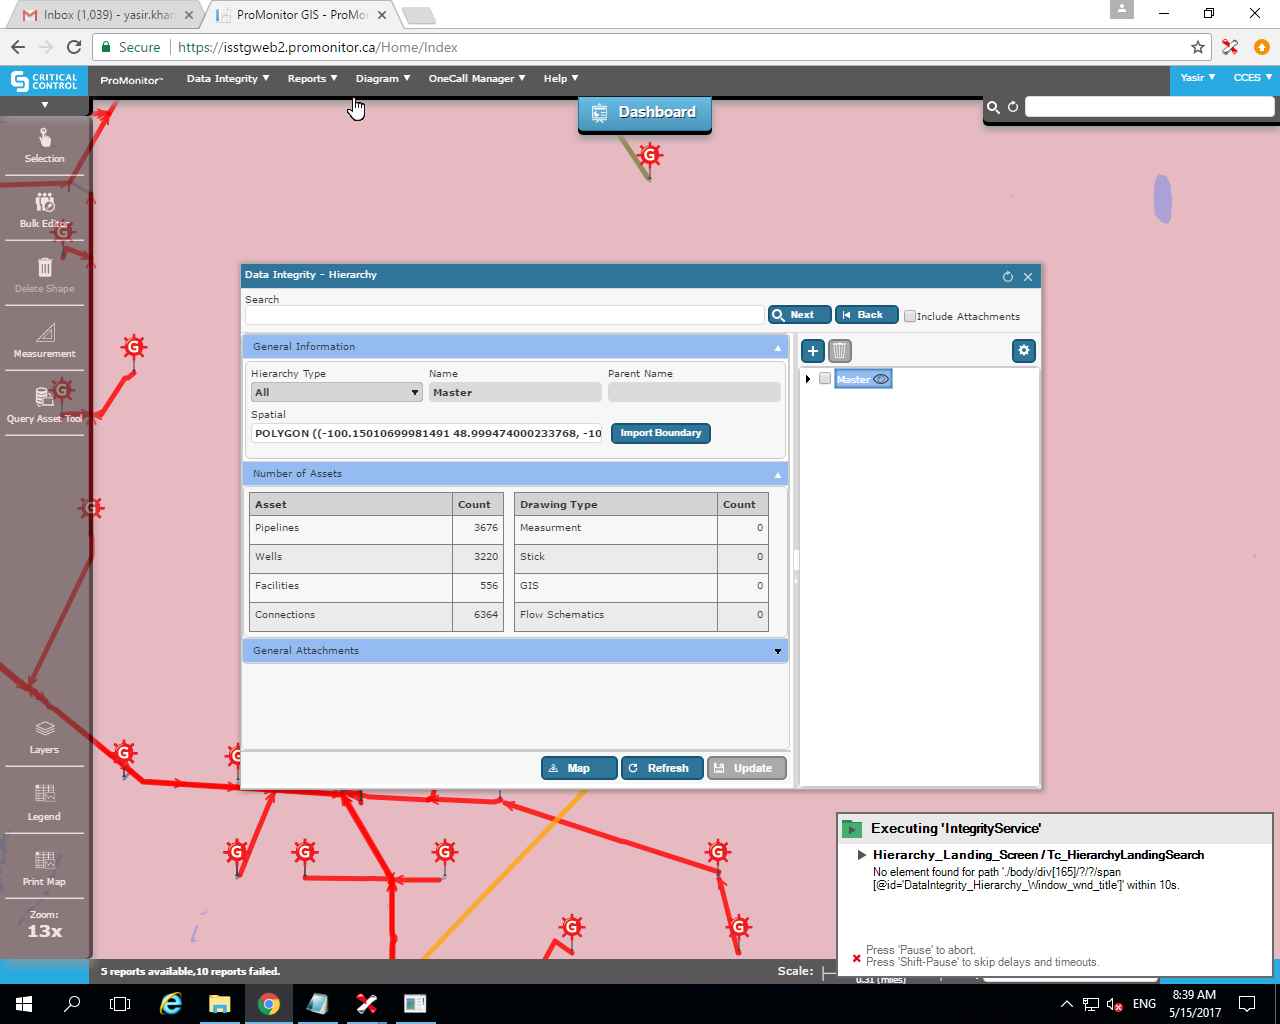 Inbox (1,039) - yasir.khan
ProMonitor GIS - ProMo
Secure
https://isstgweb2.promonitor.ca/Home/Index
CRITICAL CONTROL
ProMonitor™
Data Integrity
Reports
Diagram
OneCall Manager
Help
Yasir
CCES
Dashboard
Selection
Bulk Editor
Delete Shape
Measurement
Query Asset Tool
Layers
Legend
Print Map
Zoom:
13x
G
G
G
G
G
G
G
G
G
G
G
G
Data Integrity - Hierarchy
Search
Next
Back
Include Attachments
General Information
Hierarchy Type
Name
Parent Name
All
Master
Spatial
POLYGON ((-100.15010699981491 48.999474000233768, -10
Import Boundary
Master
Number of Assets
Asset Count
Drawing Type Count
Pipelines 3676
Measurment 0
Wells 3220
Stick 0
Facilities 556
GIS 0
Connections 6364
Flow Schematics 0
General Attachments
Map
Refresh
Update
Executing 'IntegrityService'
Hierarchy_Landing_Screen / Tc_HierarchyLandingSearch
No element found for path './body/div[165]/?/?/span
[@id='DataIntegrity_Hierarchy_Window_wnd_title']' within 10s.
Press 'Pause' to abort.
Press 'Shift-Pause' to skip delays and timeouts.
5 reports available,10 reports failed.
Scale:
0.31 (miles)
ENG
8:39 AM
5/15/2017